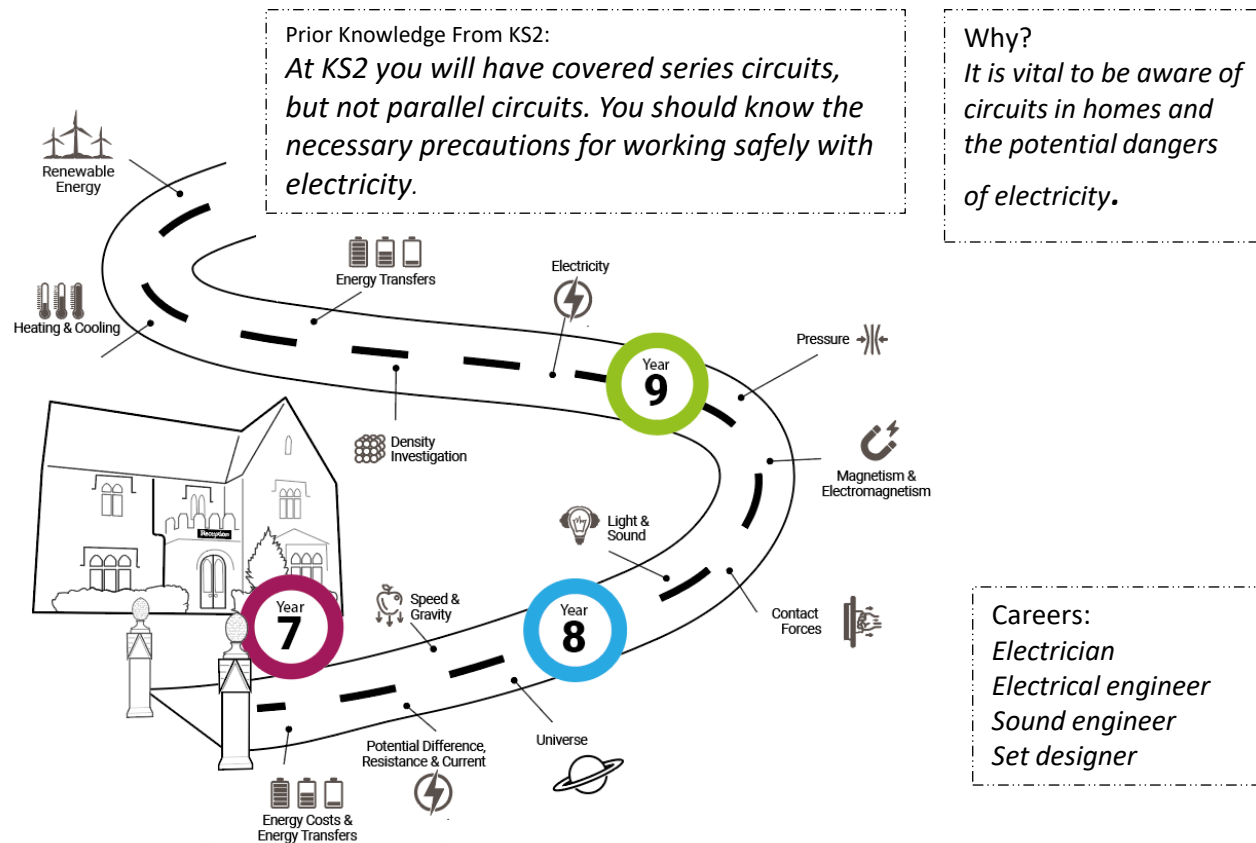 Prior Knowledge From KS2:
At KS2 you will have covered series circuits,
but not parallel circuits. You should know the
necessary precautions for working safely with
electricity.
Why?
It is vital to be aware of
circuits in homes and
the potential dangers
of electricity.
Renewable
Energy
Energy Transfers
Electricity
Heating & Cooling
Pressure
Year
9
Density
Investigation
Magnetism &
Electromagnetism
Light &
Sound
Reception
Year
7
Speed &
Gravity
Year
8
Contact
Forces
Careers:
Electrician
Electrical engineer
Sound engineer
Set designer
Universe
Potential Difference,
Resistance & Current
Energy Costs &
Energy Transfers